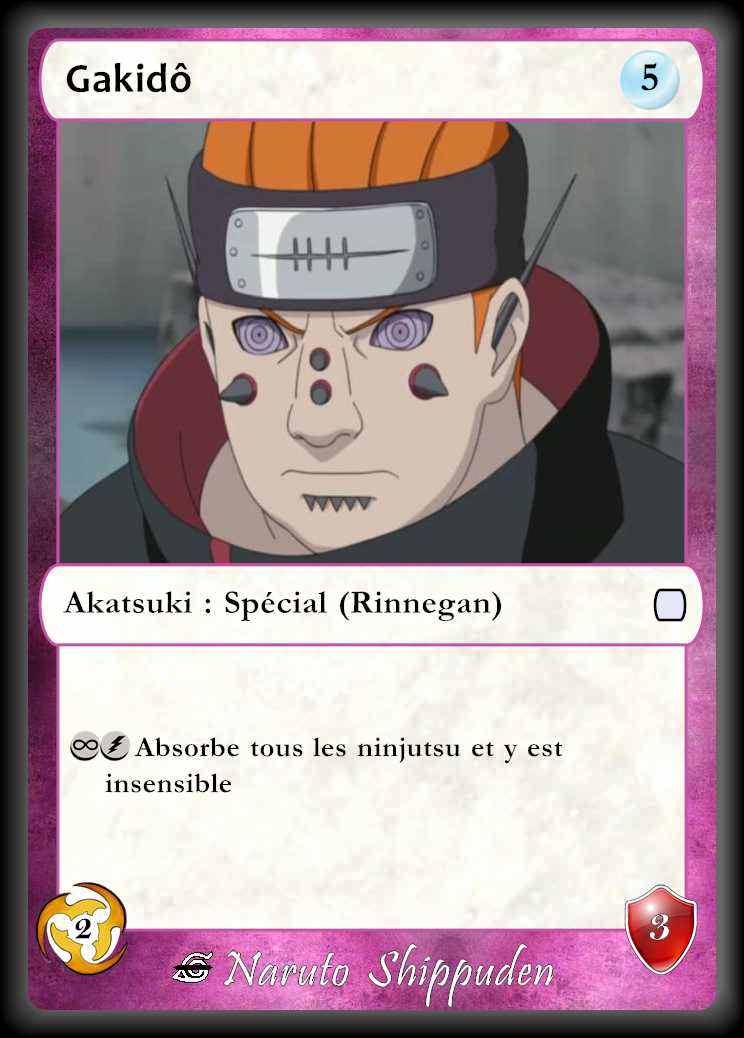 Gakidô
5
Akatsuki : Spécial (Rinnegan)
Absorbe tous les ninjutsu et y est
insensible
2
3
Naruto Shippuden